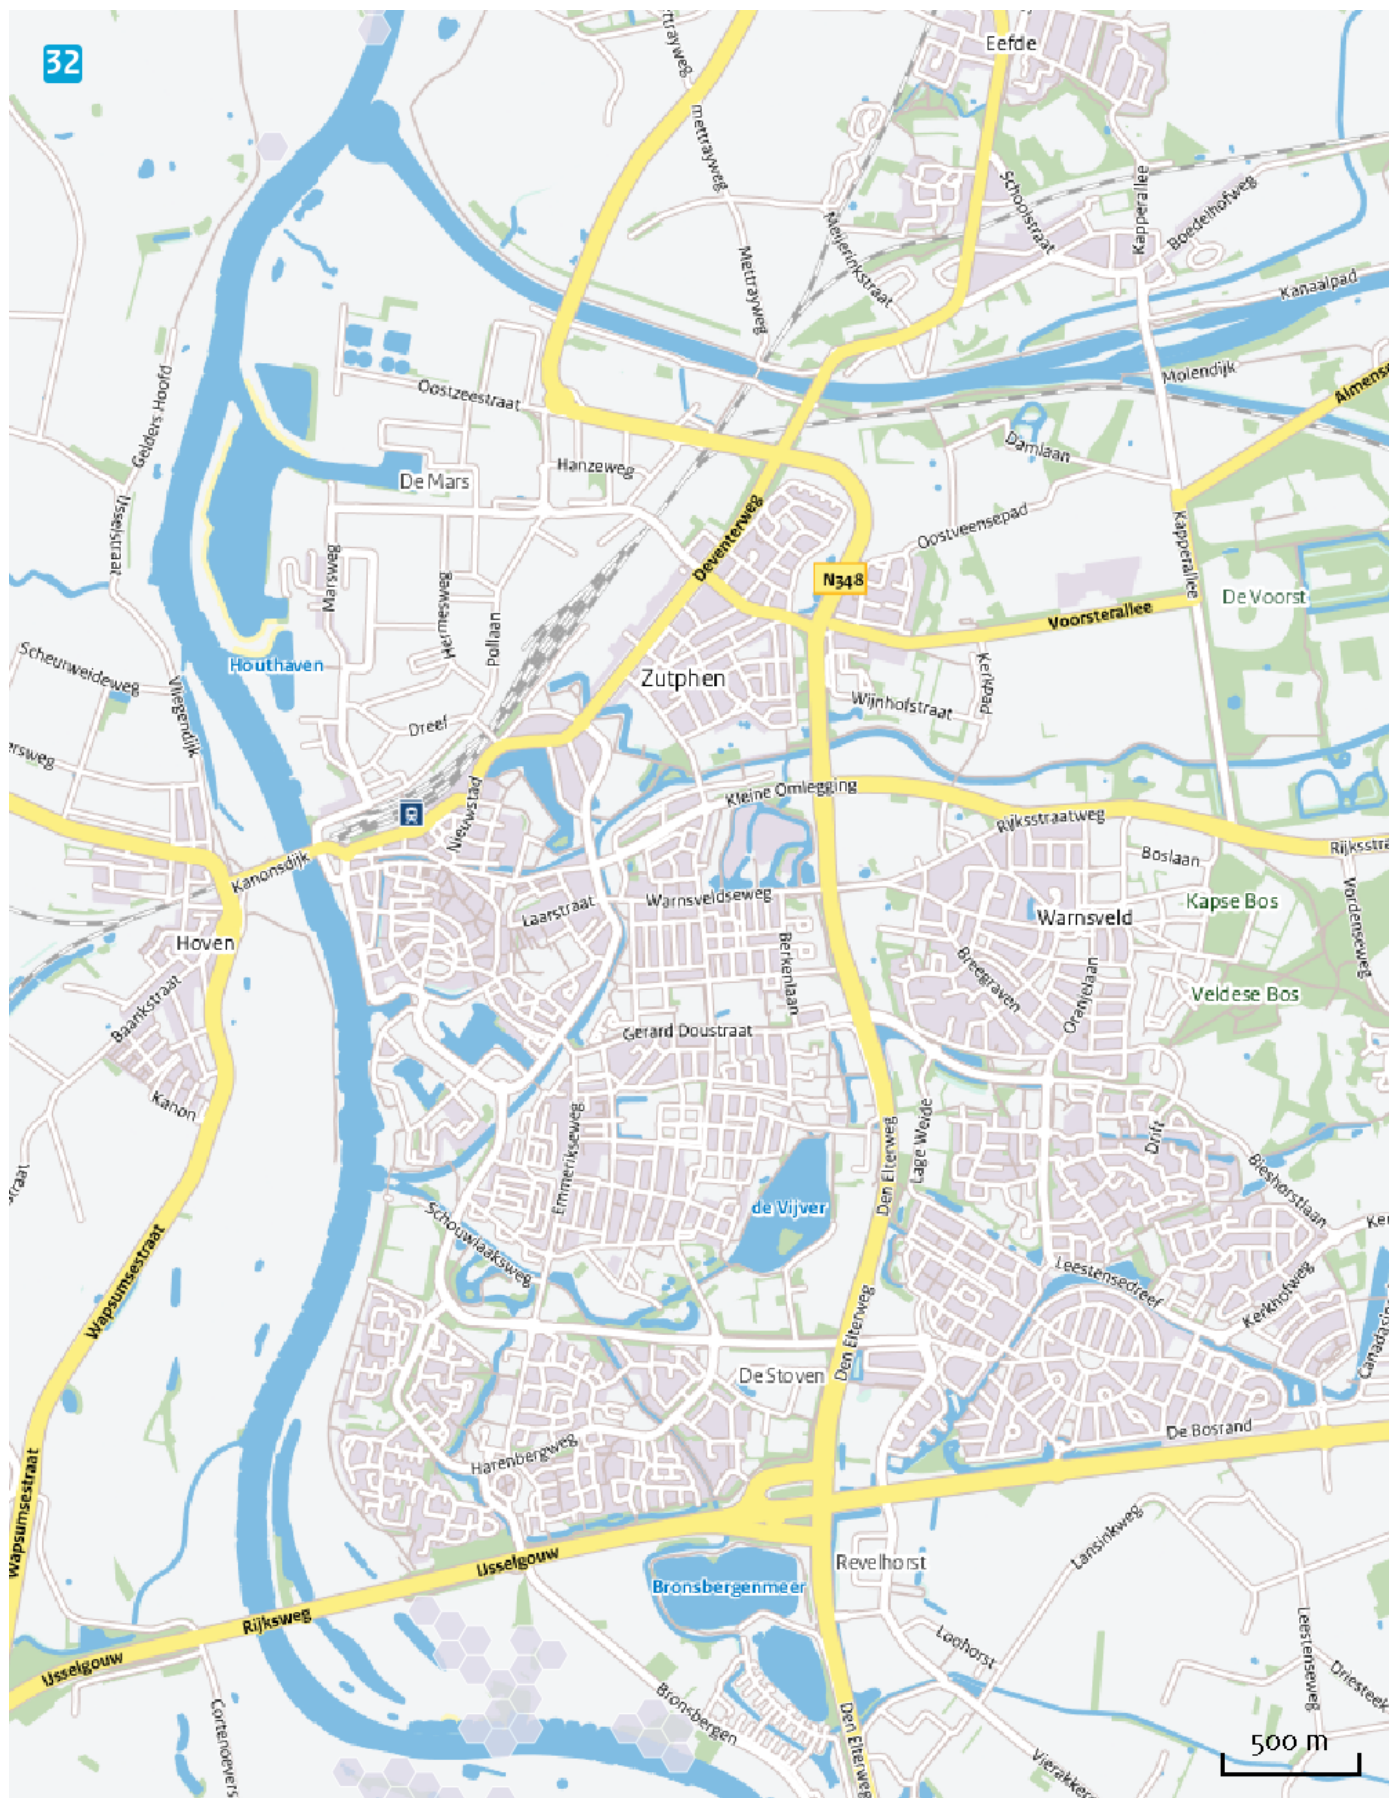 32
Eefde
mettrayweg
Kapperallee
Schoolstraat
Boedelhofweg
Meijerinkstraat
Mettrayweg
Kanaalpad
Gelders Hoofd
Oostzeestraat
Molendijk
Damlaan
Hanzeweg
De Mars
IJsselstraat
Deventerweg
Oostveensepad
Kapperallee
Marsweg
Hermesweg
N348
De Voorst
Voorsterallee
Pollaan
Scheurweideweg
Houthaven
Zutphen
Kerkpad
Vliegendijk
Wijnhofstraat
Dreef
Nieuwstad
Kleine Omlegging
Rijksstraatweg
Boslaan
Kanonsdijk
Warnsveldseweg
Laarstraat
Kapse Bos
Vordenseweg
Warnsveld
Hoven
Berkenlaan
Breegraven
Oranjelaan
Veldese Bos
Baankstraat
Gerard Doustraat
Kanon
Emmerikseweg
Den Elterweg
Lage Weide
Drift
Bieshorstlaan
de Vijver
Schouwlaaksweg
Wapsumsestraat
Leestensedreef
Kerkhofweg
Den Elterweg
De Stoven
De Bosrand
Harenbergweg
Wapsumsestraat
Lansinkweg
IJsselgouw
Revelhorst
Bronsbergenmeer
Rijksweg
Loohorst
Leestenseweg
IJsselgouw
Bronsbergen
Cortenoevers
Den Elterweg
500 m